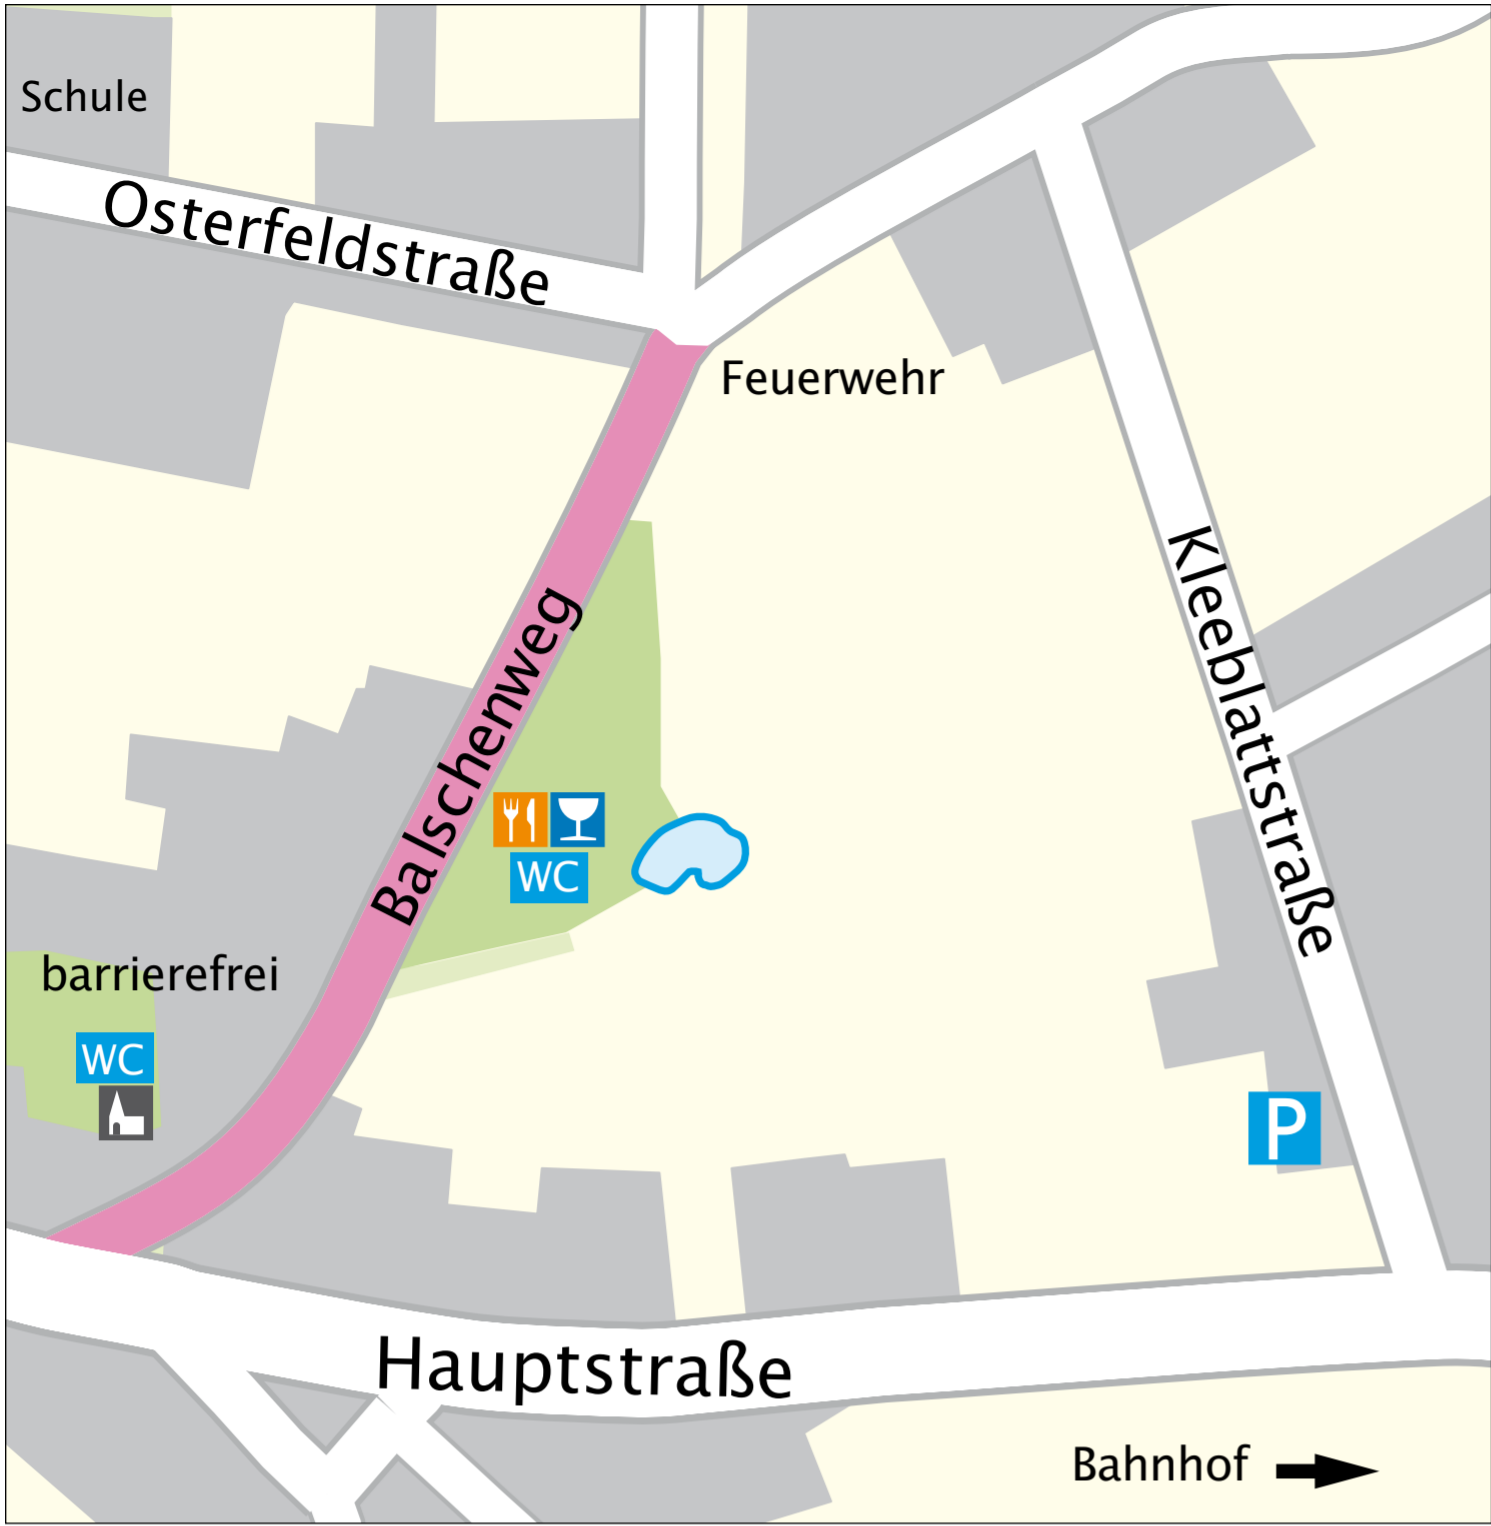 Schule
Osterfeldstraße
Feuerwehr
Balschenweg
Kleeblattstraße
WC
barrierefrei
WC
P
Hauptstraße
Bahnhof